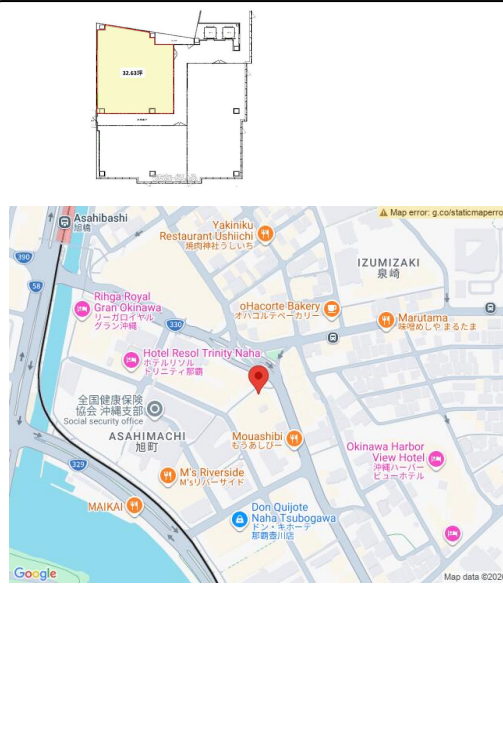 32.63坪
Asahibashi
旭橋
Map error: g.co/staticmaperro
Yakiniku
Restaurant Ushiichi
焼肉神社うしいち
390
58
IZUMIZAKI
泉崎
Rihga Royal
Gran Okinawa
リーガロイヤル
グラン沖縄
oHacorte Bakery
オハコルテベーカリー
330
Marutama
味噌めしや まるたま
Hotel Resol Trinity Naha
ホテルリソル
トリニティ那覇
全国健康保険
協会 沖縄支部
Social security office
ASAHIMACHI
旭町
Mouashibi
もうあしびー
Okinawa Harbor
View Hotel
沖縄ハーバー
ビューホテル
329
M's Riverside
M'sリバーサイド
MAIKAI
Don Quijote
Naha Tsubogawa
ドン・キホーテ
那覇壺川店
Google
Map data ©2026